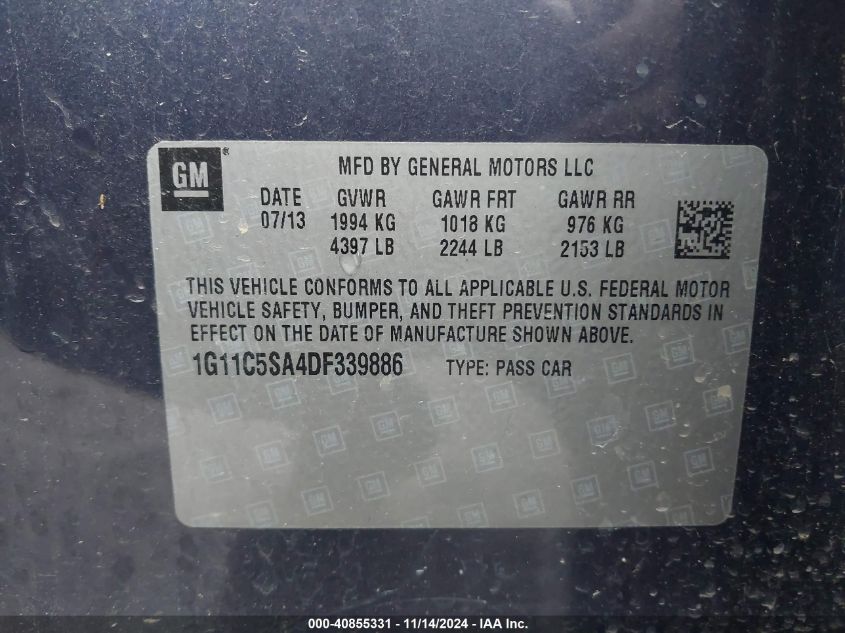 GM®
MFD BY GENERAL MOTORS LLC
DATE GVWR GAWR FRT GAWR RR
07/13 1994 KG 1018 KG 976 KG
4397 LB 2244 LB 2153 LB
THIS VEHICLE CONFORMS TO ALL APPLICABLE U.S. FEDERAL MOTOR
VEHICLE SAFETY, BUMPER, AND THEFT PREVENTION STANDARDS IN
EFFECT ON THE DATE OF MANUFACTURE SHOWN ABOVE.
1G11C5SA4DF339886 TYPE: PASS CAR
000-40855331 - 11/14/2024 - IAA Inc.